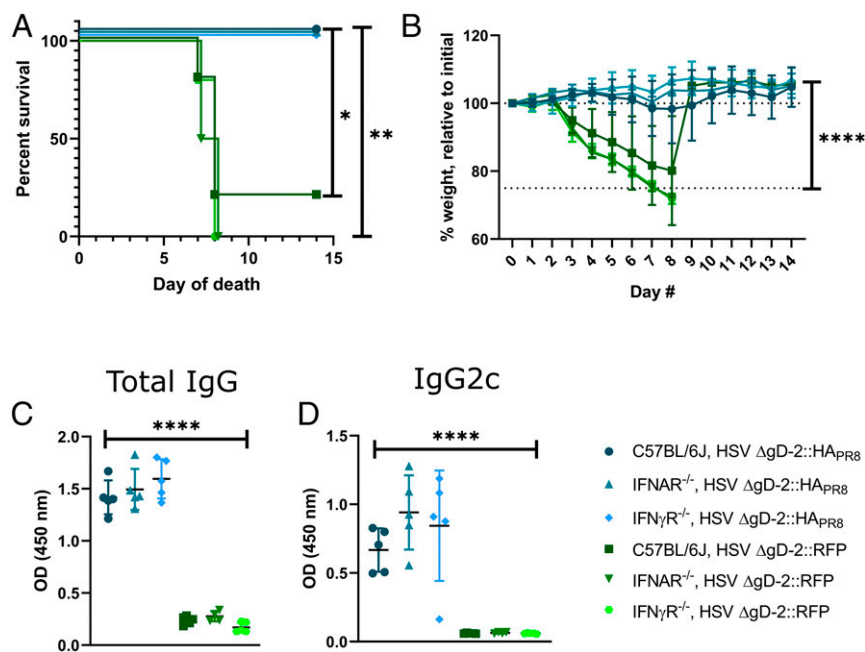 A
Percent survival
100
50
0
0
5
10
15
Day of death
*
**
B
% weight, relative to initial
120
100
80
60
0
1
2
3
4
5
6
7
8
9
10
11
12
13
14
Day #
****
Total IgG
C
****
OD (450 nm)
2.0
1.5
1.0
0.5
0.0
IgG2c
D
****
OD (450 nm)
1.5
1.0
0.5
0.0
C57BL/6J, HSV ΔgD-2::HAPR8
IFNAR-/-, HSV ΔgD-2::HAPR8
IFNγR-/-, HSV ΔgD-2::HAPR8
C57BL/6J, HSV ΔgD-2::RFP
IFNAR-/-, HSV ΔgD-2::RFP
IFNγR-/-, HSV ΔgD-2::RFP